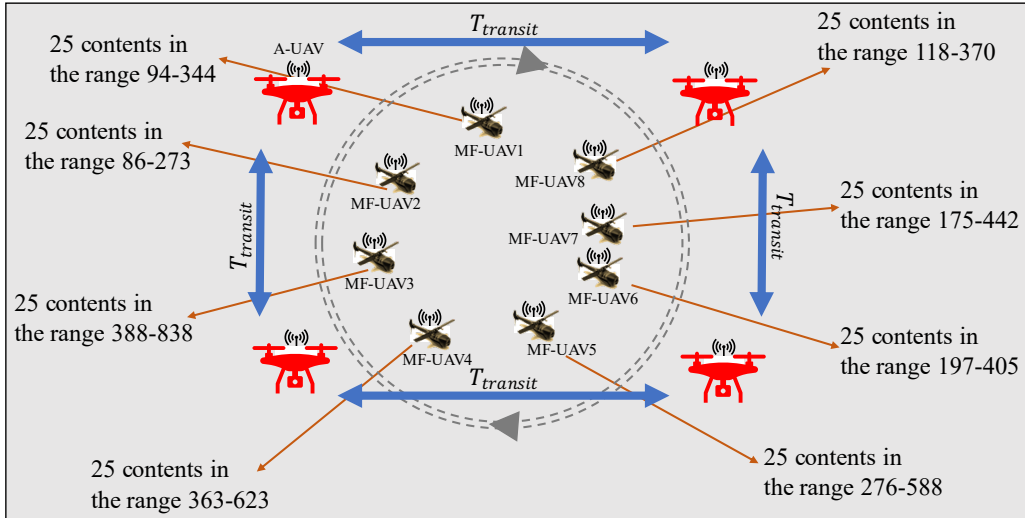 T_transit
A-UAV
25 contents in
the range 94-344
25 contents in
the range 118-370
MF-UAV1
25 contents in
the range 86-273
MF-UAV8
MF-UAV2
25 contents in
the range 175-442
T_transit
T_transit
MF-UAV7
MF-UAV3
MF-UAV6
25 contents in
the range 388-838
25 contents in
the range 197-405
MF-UAV4
MF-UAV5
T_transit
25 contents in
the range 363-623
25 contents in
the range 276-588